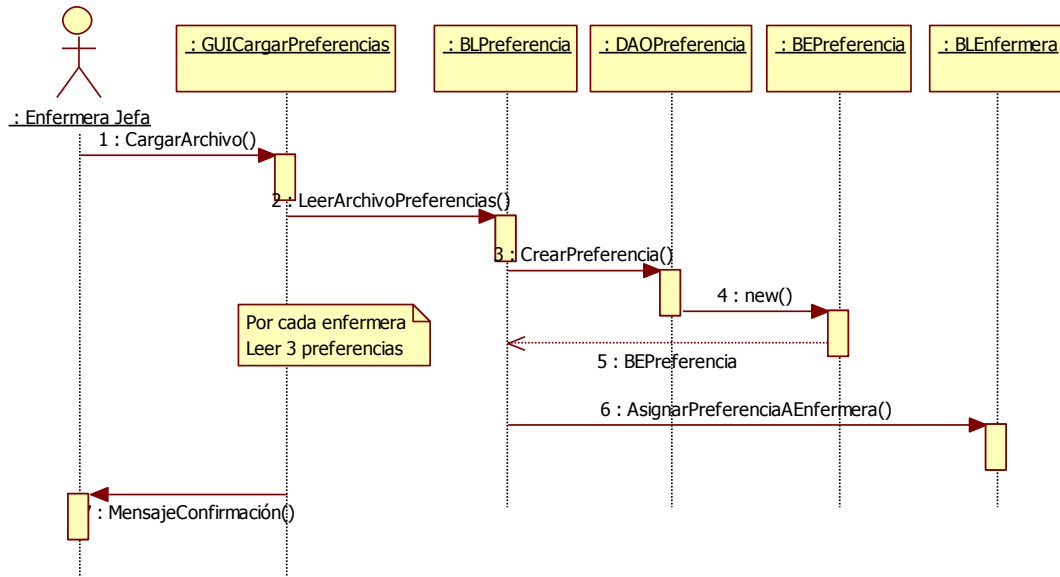 : GUICargarPreferencias
: BLPreferencia
: DAOPreferencia
: BEPreferencia
: BLEnfermera
: Enfermera Jefa
1 : CargarArchivo()
2 : LeerArchivoPreferencias()
3 : CrearPreferencia()
4 : new()
Por cada enfermera
Leer 3 preferencias
5 : BEPreferencia
6 : AsignarPreferenciaAEnfermera()
7 : MensajeConfirmación()